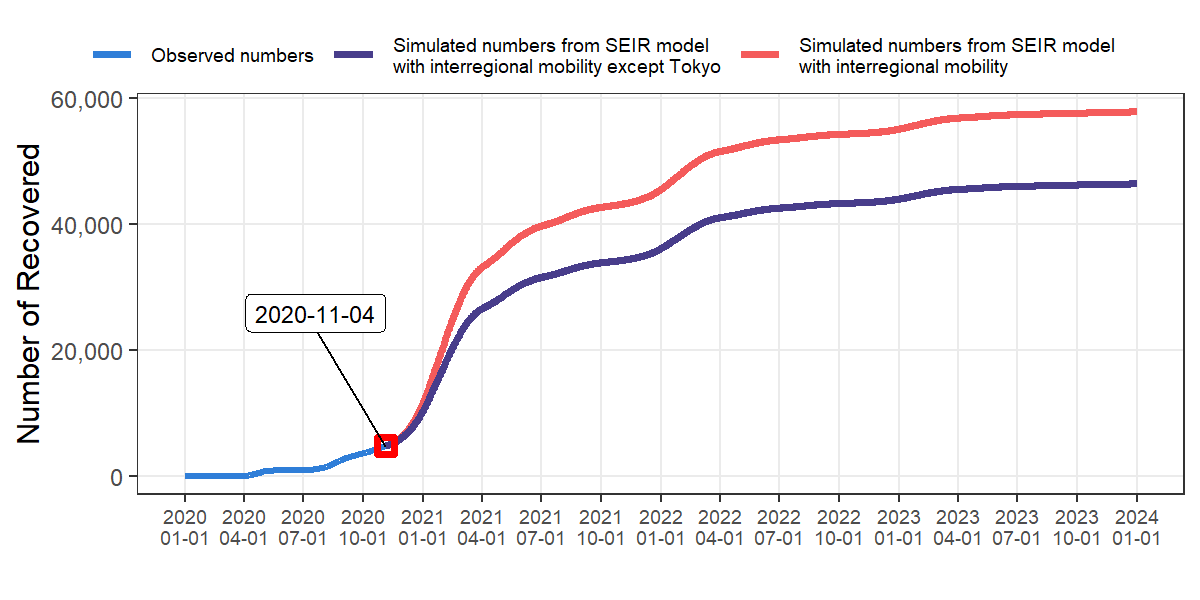 Observed numbers
Simulated numbers from SEIR model
with interregional mobility except Tokyo
Simulated numbers from SEIR model
with interregional mobility
Number of Recovered
60,000
40,000
20,000
0
2020-11-04
2020 2020 2020 2020 2021 2021 2021 2021 2022 2022 2022 2022 2023 2023 2023 2023 2024
01-01 04-01 07-01 10-01 01-01 04-01 07-01 10-01 01-01 04-01 07-01 10-01 01-01 04-01 07-01 10-01 01-01